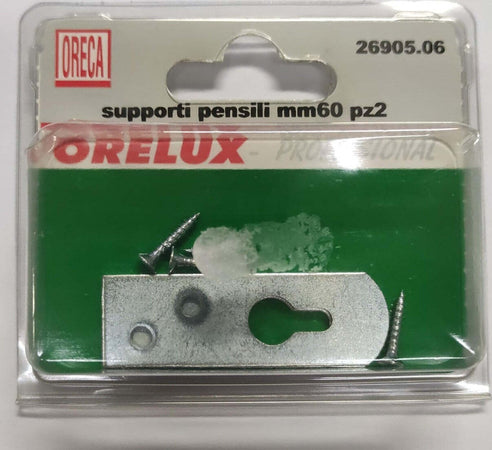 ORECA
26905.06
supporti pensili mm60 pz2
ORELUX - PROFESSIONAL